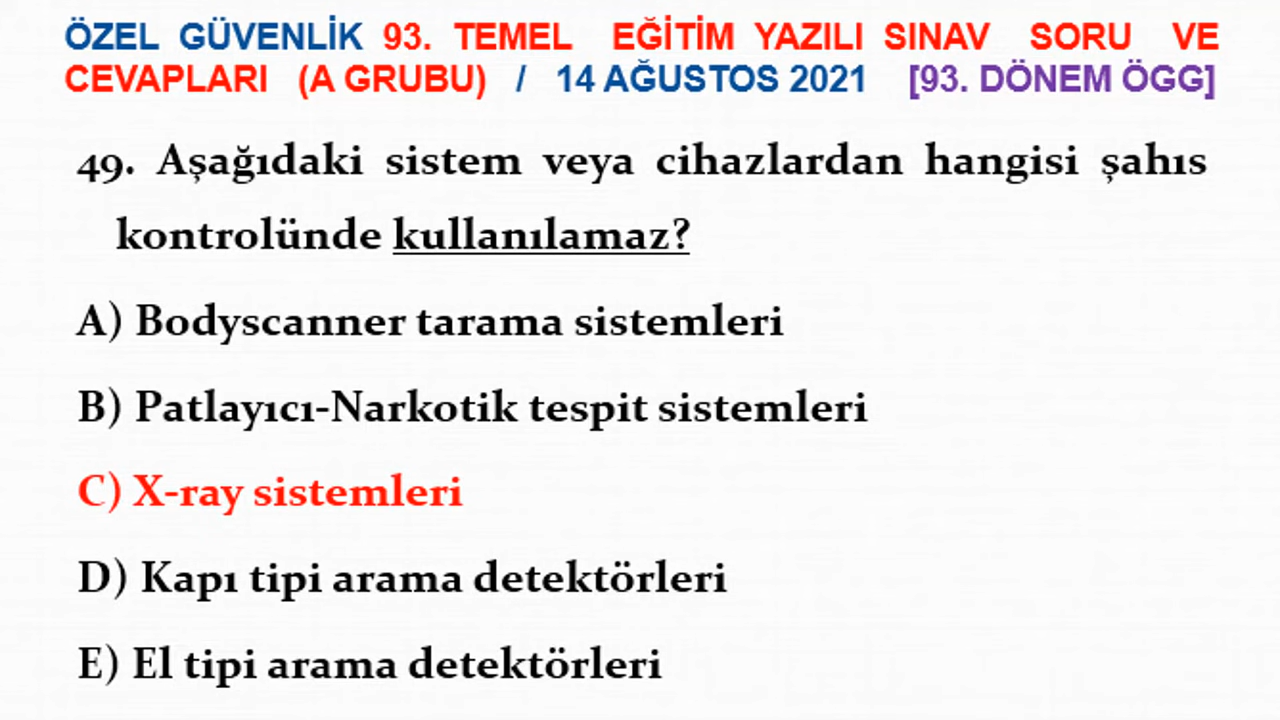 ÖZEL GÜVENLİK 93. TEMEL EĞİTİM YAZILI SINAV SORU VE
CEVAPLARI (A GRUBU) / 14 AĞUSTOS 2021 [93. DÖNEM ÖGG]
49. Aşağıdaki sistem veya cihazlardan hangisi şahıs
kontrolünde kullanılamaz?
A) Bodyscanner tarama sistemleri
B) Patlayıcı-Narkotik tespit sistemleri
C) X-ray sistemleri
D) Kapı tipi arama detektörleri
E) El tipi arama detektörleri